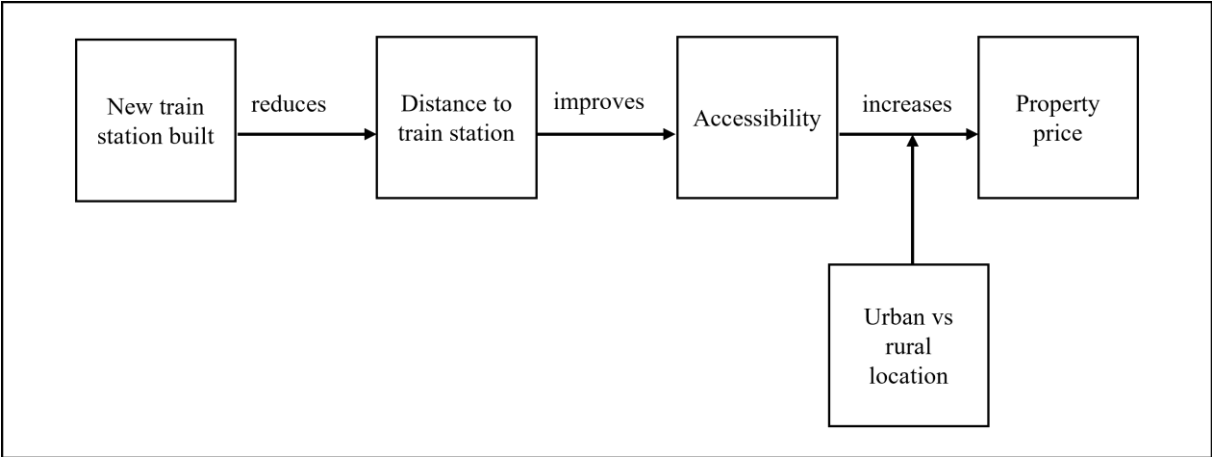 New train
station built
reduces
Distance to
train station
improves
Accessibility
increases
Property
price
Urban vs
rural
location